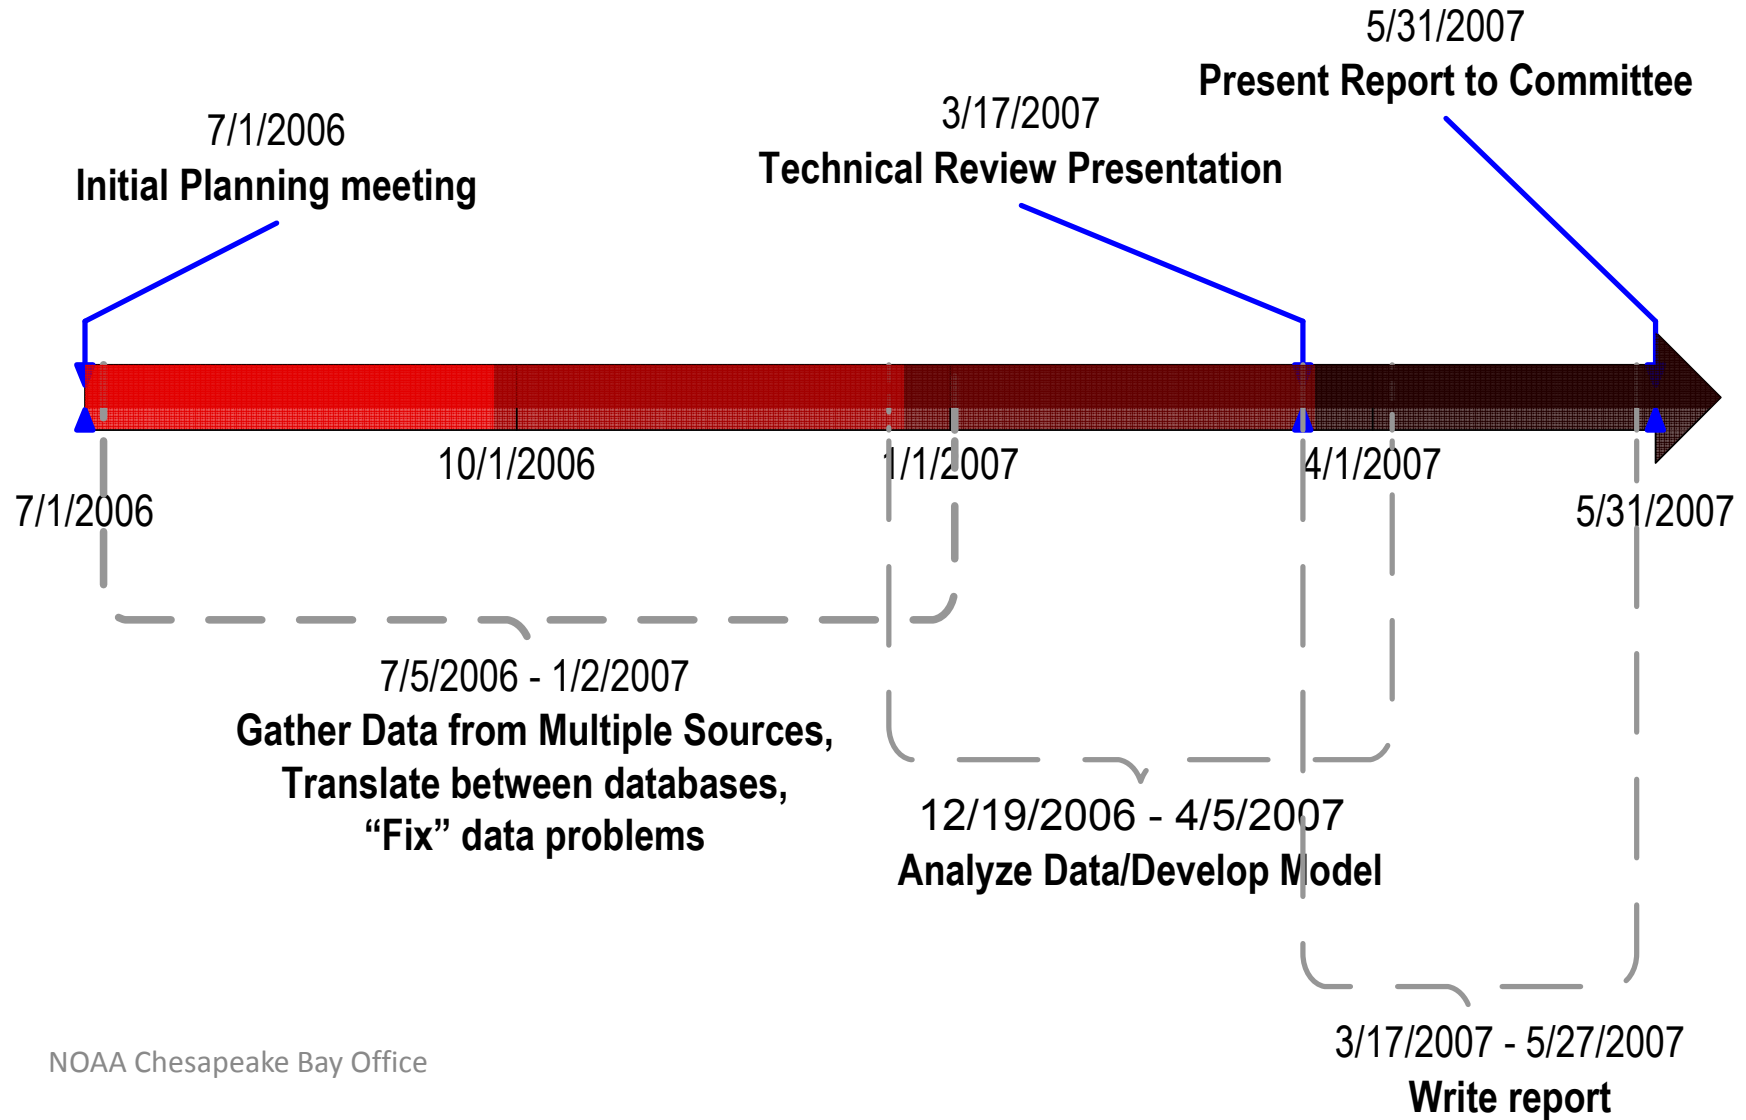 5/31/2007
Present Report to Committee
3/17/2007
Technical Review Presentation
7/1/2006
Initial Planning meeting
10/1/2006
1/1/2007
4/1/2007
7/1/2006
5/31/2007
7/5/2006 - 1/2/2007
Gather Data from Multiple Sources,
Translate between databases,
“Fix” data problems
12/19/2006 - 4/5/2007
Analyze Data/Develop Model
3/17/2007 - 5/27/2007
Write report
NOAA Chesapeake Bay Office